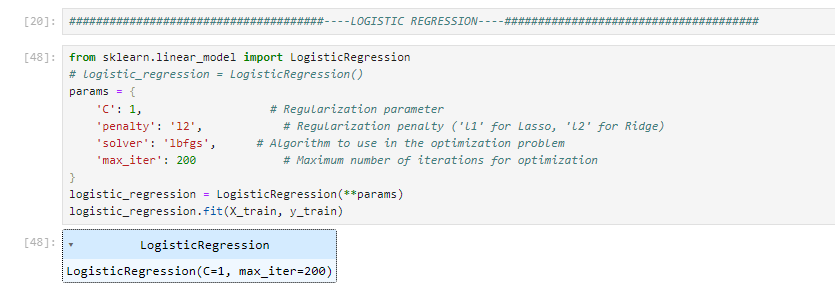 [20]: ######################################----LOGISTIC REGRESSION----######################################
[48]: from sklearn.linear_model import LogisticRegression
# logistic_regression = LogisticRegression()
params = {
    'C': 1,                   # Regularization parameter
    'penalty': 'l2',            # Regularization penalty ('l1' for Lasso, 'l2' for Ridge)
    'solver': 'lbfgs',      # Algorithm to use in the optimization problem
    'max_iter': 200             # Maximum number of iterations for optimization
}
logistic_regression = LogisticRegression(**params)
logistic_regression.fit(X_train, y_train)
[48]: ▾ LogisticRegression
LogisticRegression(C=1, max_iter=200)